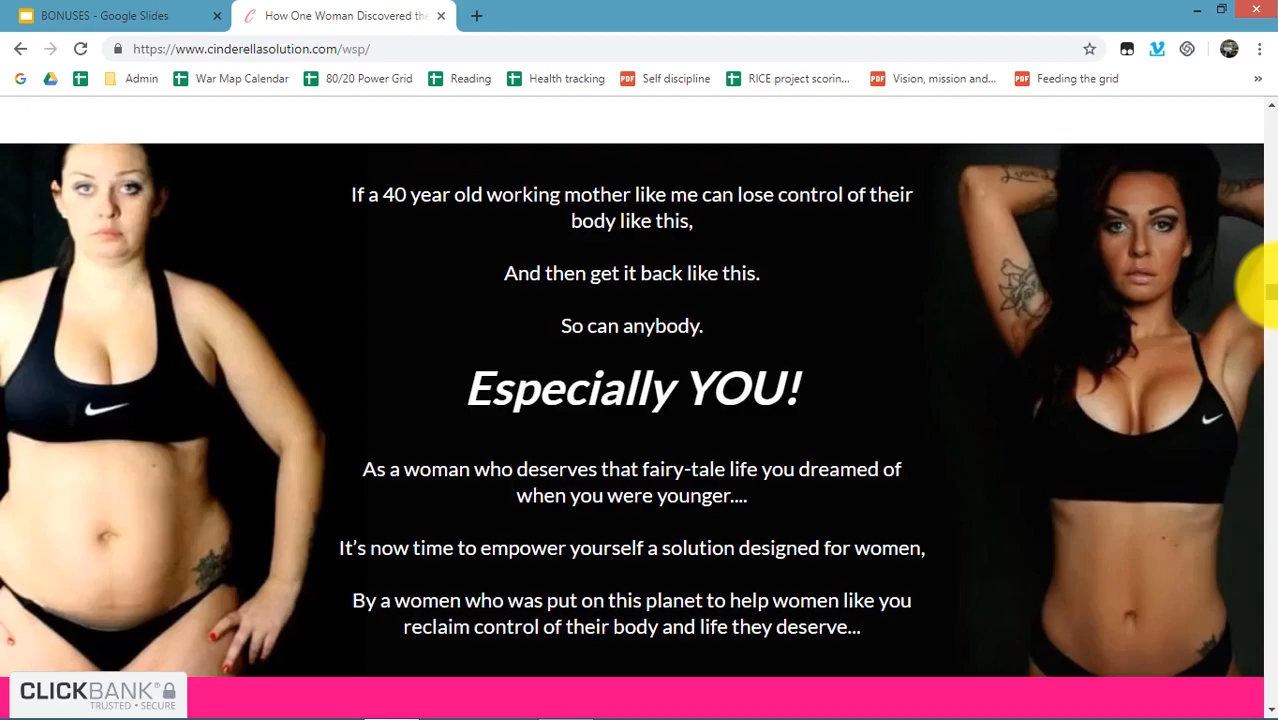 BONUSES - Google Slides
How One Woman Discovered the
https://www.cinderellasolution.com/wsp/
Admin
War Map Calendar
80/20 Power Grid
Reading
Health tracking
PDF
Self discipline
RICE project scorin...
PDF
Vision, mission and...
PDF
Feeding the grid
»
If a 40 year old working mother like me can lose control of their
body like this,
And then get it back like this.
So can anybody.
Especially YOU!
As a woman who deserves that fairy-tale life you dreamed of
when you were younger....
It’s now time to empower yourself a solution designed for women,
By a women who was put on this planet to help women like you
reclaim control of their body and life they deserve...
CLICKBANK®
TRUSTED • SECURE